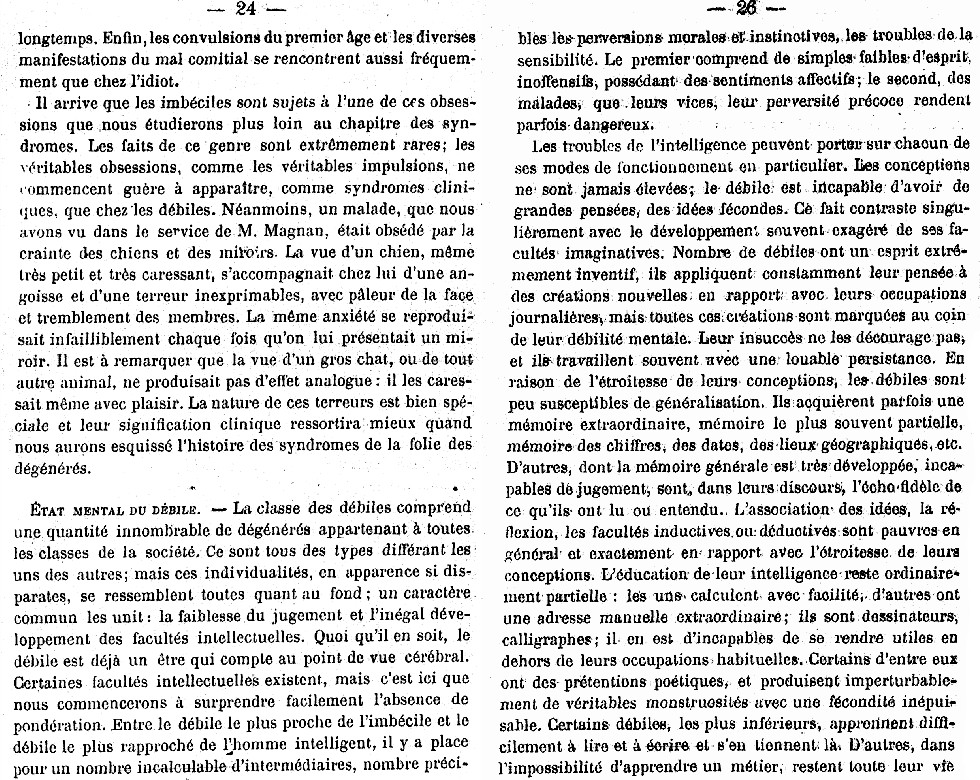 — 24 —
longtemps. Enfin, les convulsions du premier âge et les diverses
manifestations du mal comitial se rencontrent aussi fréquem-
ment que chez l'idiot.
Il arrive que les imbéciles sont sujets à l'une de ces obses-
sions que nous étudierons plus loin au chapitre des syn-
dromes. Les faits de ce genre sont extrêmement rares; les
véritables obsessions, comme les véritables impulsions, ne
commencent guère à apparaître, comme syndromes clini-
ques, que chez les débiles. Néanmoins, un malade, que nous
avons vu dans le service de M. Magnan, était obsédé par la
crainte des chiens et des miroirs. La vue d'un chien, même
très petit et très caressant, s'accompagnait chez lui d'une an-
goisse et d'une terreur inexprimables, avec pâleur de la face
et tremblement des membres. La même anxiété se reprodui-
sait infailliblement chaque fois qu'on lui présentait un mi-
roir. Il est à remarquer que la vue d'un gros chat, ou de tout
autre animal, ne produisait pas d'effet analogue : il les cares-
sait même avec plaisir. La nature de ces terreurs est bien spé-
ciale et leur signification clinique ressortira mieux quand
nous aurons esquissé l'histoire des syndromes de la folie des
dégénérés.
ÉTAT MENTAL DU DÉBILE. — La classe des débiles comprend
une quantité innombrable de dégénérés appartenant à toutes
les classes de la société. Ce sont tous des types différant les
uns des autres; mais ces individualités, en apparence si dis-
parates, se ressemblent toutes quant au fond ; un caractère
commun les unit : la faiblesse du jugement et l'inégal déve-
loppement des facultés intellectuelles. Quoi qu'il en soit, le
débile est déjà un être qui compte au point de vue cérébral.
Certaines facultés intellectuelles existent, mais c'est ici que
nous commencerons à surprendre facilement l'absence de
pondération. Entre le débile le plus proche de l'imbécile et le
débile le plus rapproché de l'homme intelligent, il y a place
pour un nombre incalculable d'intermédiaires, nombre préci-
— 26 —
bles les perversions morales et instinctives, les troubles de la
sensibilité. Le premier comprend de simples faibles d'esprit,
inoffensifs, possédant des sentiments affectifs; le second, des
malades, que leurs vices, leur perversité précoce rendent
parfois dangereux.
Les troubles de l'intelligence peuvent porter sur chacun de
ses modes de fonctionnement en particulier. Les conceptions
ne sont jamais élevées; le débile est incapable d'avoir de
grandes pensées, des idées fécondes. Ce fait contraste singu-
lièrement avec le développement souvent exagéré de ses fa-
cultés imaginatives. Nombre de débiles ont un esprit extrê-
mement inventif, ils appliquent constamment leur pensée à
des créations nouvelles en rapport avec leurs occupations
journalières, mais toutes ces créations sont marquées au coin
de leur débilité mentale. Leur insuccès ne les décourage pas,
et ils travaillent souvent avec une louable persistance. En
raison de l'étroitesse de leurs conceptions, les débiles sont
peu susceptibles de généralisation. Ils acquièrent parfois une
mémoire extraordinaire, mémoire le plus souvent partielle,
mémoire des chiffres, des dates, des lieux géographiques, etc.
D'autres, dont la mémoire générale est très développée, inca-
pables de jugement, sont, dans leurs discours, l'écho fidèle de
ce qu'ils ont lu ou entendu. L'association des idées, la ré-
flexion, les facultés inductives ou déductives sont pauvres en
général et exactement en rapport avec l'étroitesse de leurs
conceptions. L'éducation de leur intelligence reste ordinaire-
ment partielle : les uns calculent avec facilité, d'autres ont
une adresse manuelle extraordinaire; ils sont dessinateurs,
calligraphes; il en est d'incapables de se rendre utiles en
dehors de leurs occupations habituelles. Certains d'entre eux
ont des prétentions poétiques, et produisent imperturbable-
ment de véritables monstruosités avec une fécondité inépui-
sable. Certains débiles, les plus inférieurs, apprennent diffi-
cilement à lire et à écrire et s'en tiennent là. D'autres, dans
l'impossibilité d'apprendre un métier, restent toute leur vie